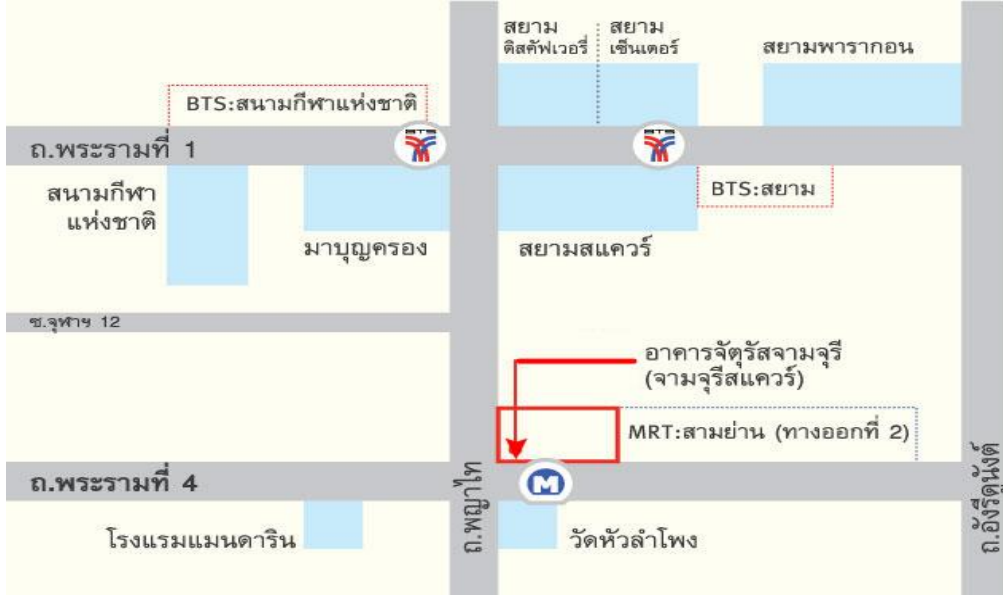 สยาม
ดิสคัฟเวอรี่
สยาม
เซ็นเตอร์
สยามพารากอน
BTS:สนามกีฬาแห่งชาติ
BTS
BTS
ถ.พระรามที่ 1
สนามกีฬา
แห่งชาติ
BTS:สยาม
มาบุญครอง
สยามสแควร์
ซ.จุฬาฯ 12
อาคารจัตุรัสจามจุรี
(จามจุรีสแควร์)
MRT:สามย่าน (ทางออกที่ 2)
ถ.พระรามที่ 4
M
ถ.พญาไท
ถ.อังรีดูนังต์
โรงแรมแมนดาริน
วัดหัวลำโพง